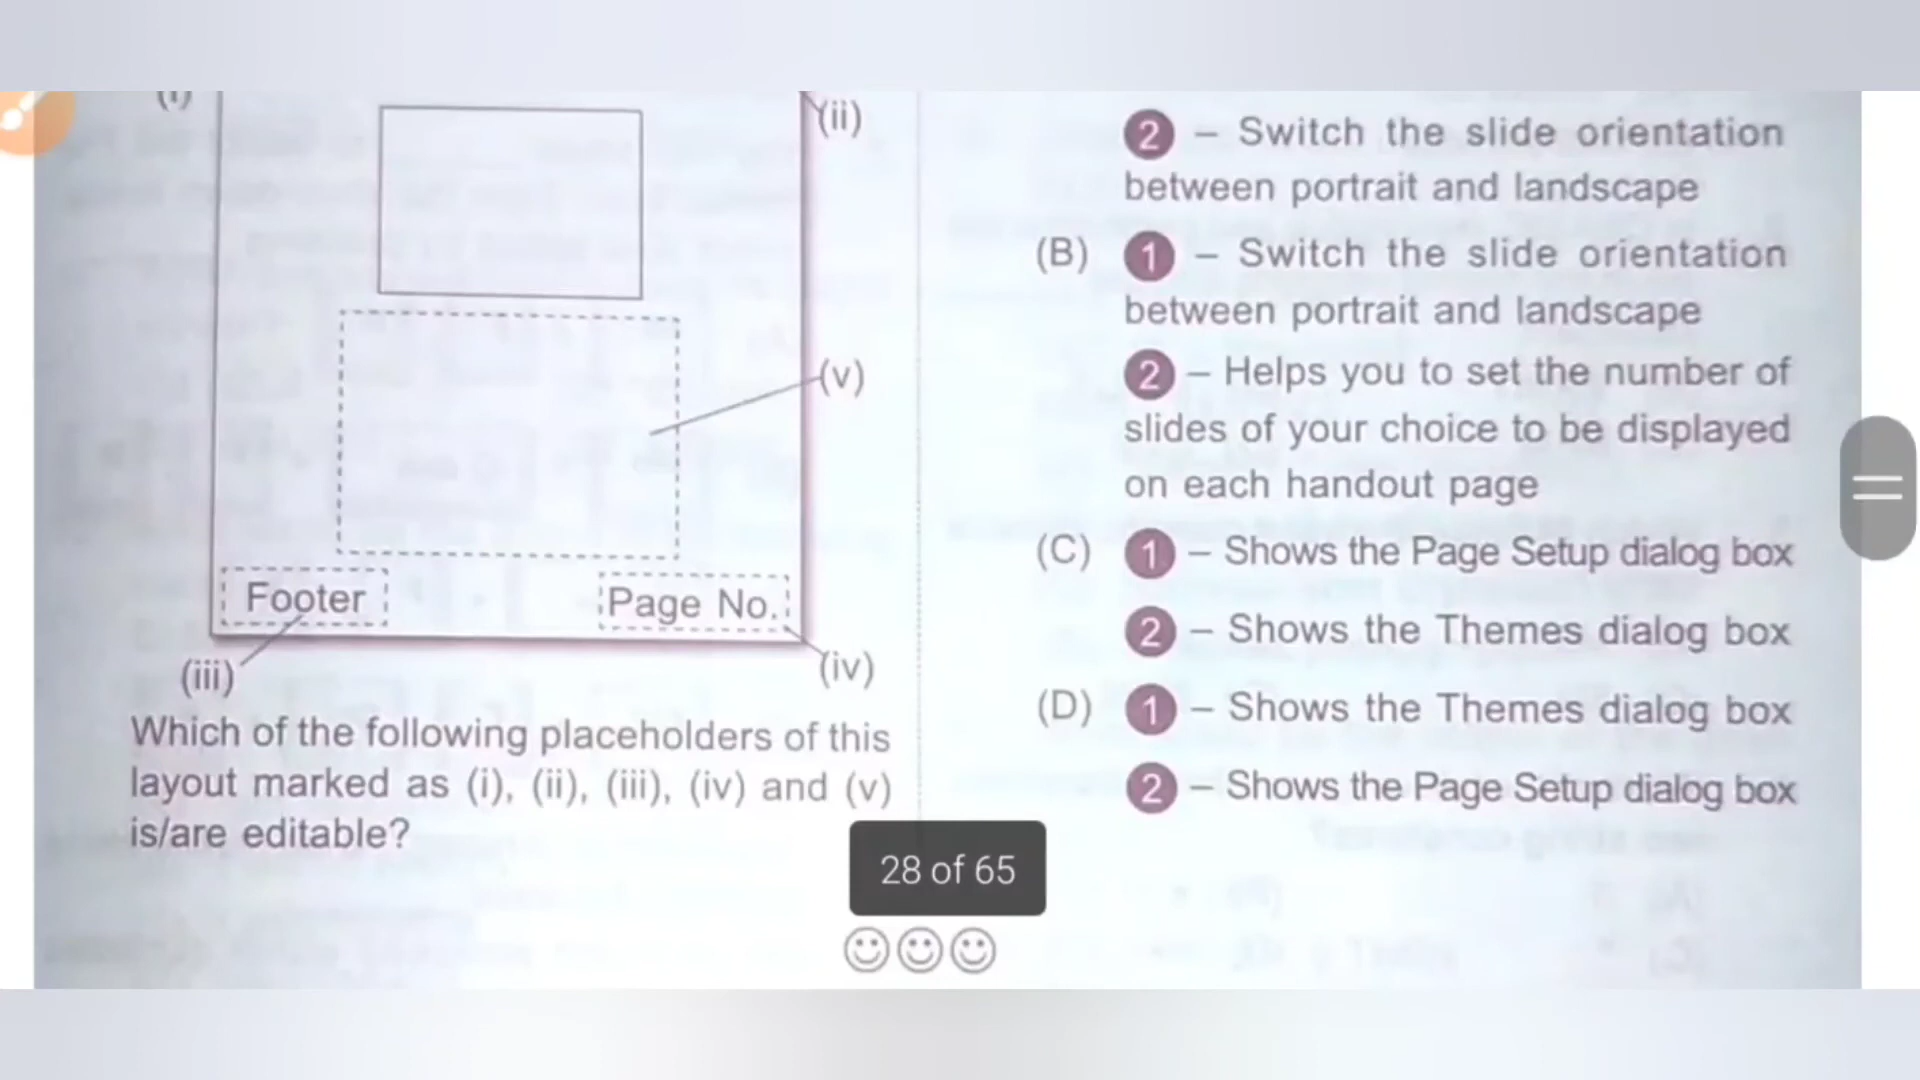 (i)
(ii)
(v)
Footer
Page No.
(iii)
(iv)
Which of the following placeholders of this
layout marked as (i), (ii), (iii), (iv) and (v)
is/are editable?
2 – Switch the slide orientation
between portrait and landscape
(B) 1 – Switch the slide orientation
between portrait and landscape
2 – Helps you to set the number of
slides of your choice to be displayed
on each handout page
(C) 1 – Shows the Page Setup dialog box
2 – Shows the Themes dialog box
(D) 1 – Shows the Themes dialog box
2 – Shows the Page Setup dialog box
28 of 65